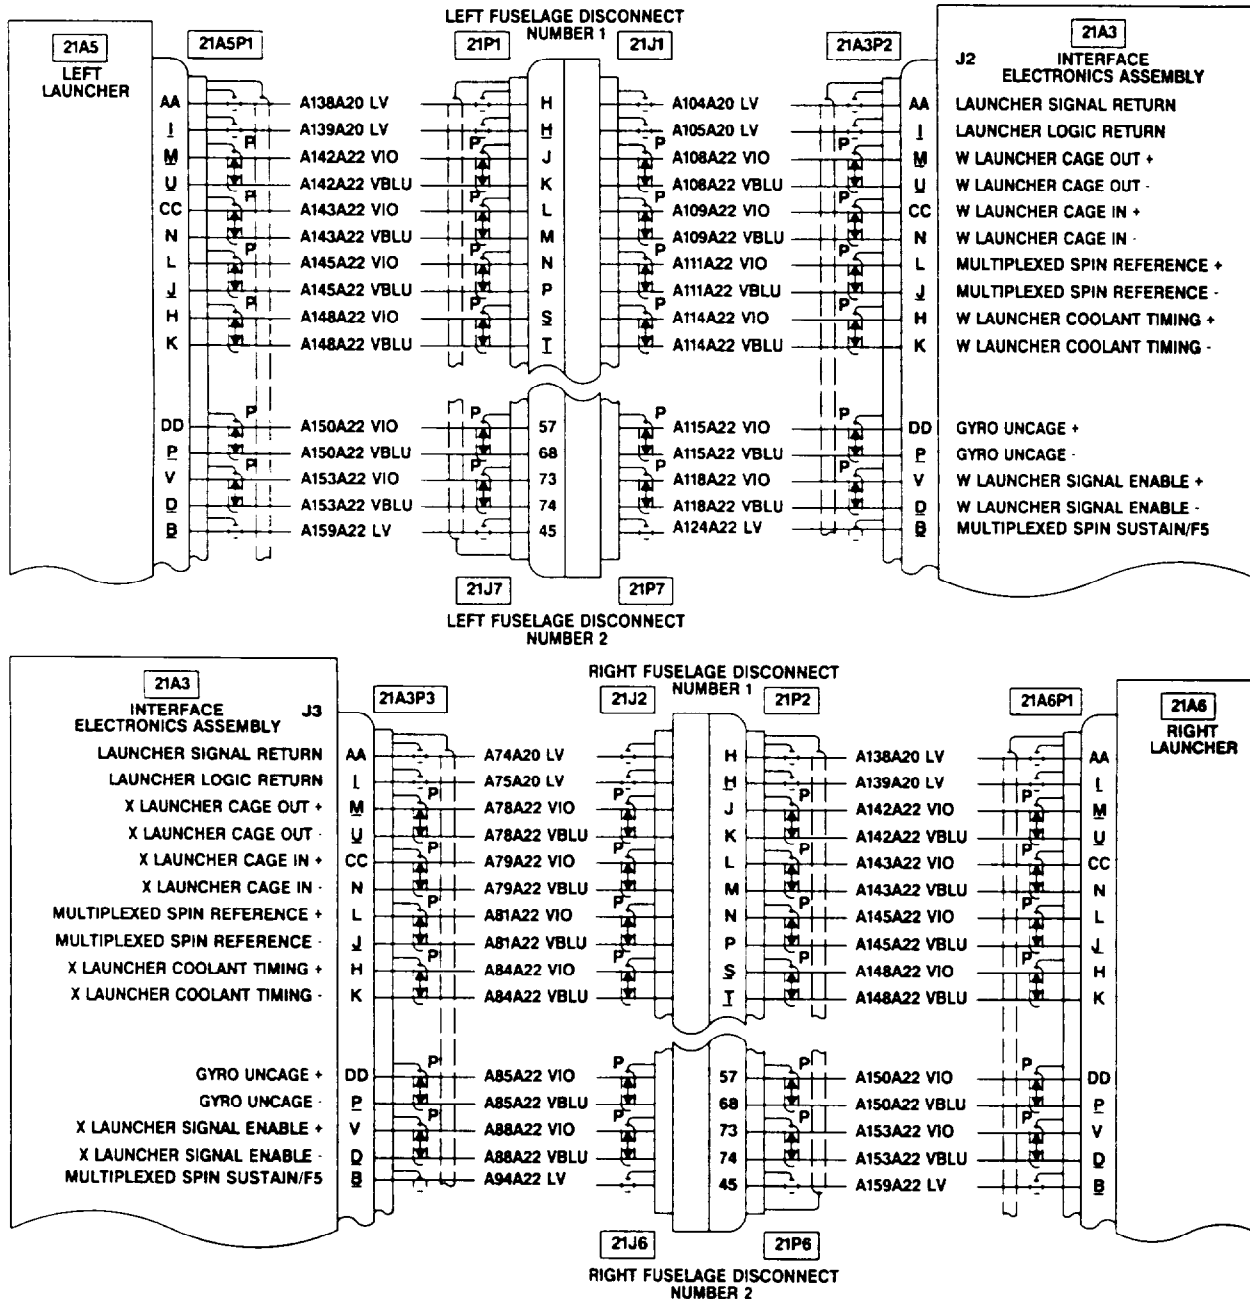 LEFT FUSELAGE DISCONNECT
NUMBER 1
21A5 21A5P1 21P1 21J1 21A3P2 21A3
LEFT
LAUNCHER
J2 INTERFACE
ELECTRONICS ASSEMBLY
AA A138A20 LV H A104A20 LV AA LAUNCHER SIGNAL RETURN
I A139A20 LV H A105A20 LV I LAUNCHER LOGIC RETURN
P P P P
M A142A22 VIO J A108A22 VIO M W LAUNCHER CAGE OUT +
U A142A22 VBLU K A108A22 VBLU U W LAUNCHER CAGE OUT -
P P P P
CC A143A22 VIO L A109A22 VIO CC W LAUNCHER CAGE IN +
N A143A22 VBLU M A109A22 VBLU N W LAUNCHER CAGE IN -
P P P P
L A145A22 VIO N A111A22 VIO L MULTIPLEXED SPIN REFERENCE +
J A145A22 VBLU P A111A22 VBLU J MULTIPLEXED SPIN REFERENCE -
P P P P
H A148A22 VIO S A114A22 VIO H W LAUNCHER COOLANT TIMING +
K A148A22 VBLU T A114A22 VBLU K W LAUNCHER COOLANT TIMING -
P P P P
DD A150A22 VIO 57 A115A22 VIO DD GYRO UNCAGE +
P A150A22 VBLU 68 A115A22 VBLU P GYRO UNCAGE -
P P P P
V A153A22 VIO 73 A118A22 VIO V W LAUNCHER SIGNAL ENABLE +
D A153A22 VBLU 74 A118A22 VBLU D W LAUNCHER SIGNAL ENABLE -
B A159A22 LV 45 A124A22 LV B MULTIPLEXED SPIN SUSTAIN/F5
21J7 21P7
LEFT FUSELAGE DISCONNECT
NUMBER 2
RIGHT FUSELAGE DISCONNECT
NUMBER 1
21A3 21A3P3 21J2 21P2 21A6P1 21A6
INTERFACE J3
ELECTRONICS ASSEMBLY
RIGHT
LAUNCHER
LAUNCHER SIGNAL RETURN AA A74A20 LV H A138A20 LV AA
LAUNCHER LOGIC RETURN I A75A20 LV H A139A20 LV I
P P P P
X LAUNCHER CAGE OUT + M A78A22 VIO J A142A22 VIO M
X LAUNCHER CAGE OUT - U A78A22 VBLU K A142A22 VBLU U
P P P P
X LAUNCHER CAGE IN + CC A79A22 VIO L A143A22 VIO CC
X LAUNCHER CAGE IN - N A79A22 VBLU M A143A22 VBLU N
P P P P
MULTIPLEXED SPIN REFERENCE + L A81A22 VIO N A145A22 VIO L
MULTIPLEXED SPIN REFERENCE - J A81A22 VBLU P A145A22 VBLU J
P P P P
X LAUNCHER COOLANT TIMING + H A84A22 VIO S A148A22 VIO H
X LAUNCHER COOLANT TIMING - K A84A22 VBLU T A148A22 VBLU K
P P P P
GYRO UNCAGE + DD A85A22 VIO 57 A150A22 VIO DD
GYRO UNCAGE - P A85A22 VBLU 68 A150A22 VBLU P
P P P P
X LAUNCHER SIGNAL ENABLE + V A88A22 VIO 73 A153A22 VIO V
X LAUNCHER SIGNAL ENABLE - D A88A22 VBLU 74 A153A22 VBLU D
MULTIPLEXED SPIN SUSTAIN/F5 B A94A22 LV 45 A159A22 LV B
21J6 21P6
RIGHT FUSELAGE DISCONNECT
NUMBER 2